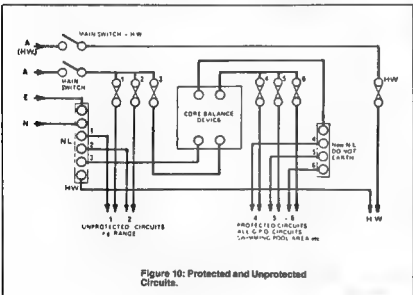 MAIN SWITCH - HW
A
(HW)
A
MAIN
SWITCH
1
2
3
4
5
6
HW
E
N
CORE BALANCE
DEVICE
NL
1
2
3
HW
4
5
6
New N L
DO NOT
EARTH
1 2
UNPROTECTED CIRCUITS
RANGE
4 5 - 6
PROTECTED CIRCUITS
ALL G P O CIRCUITS
SWIMMING POOL AREA etc
H W
Figure 10: Protected and Unprotected
Circuits.